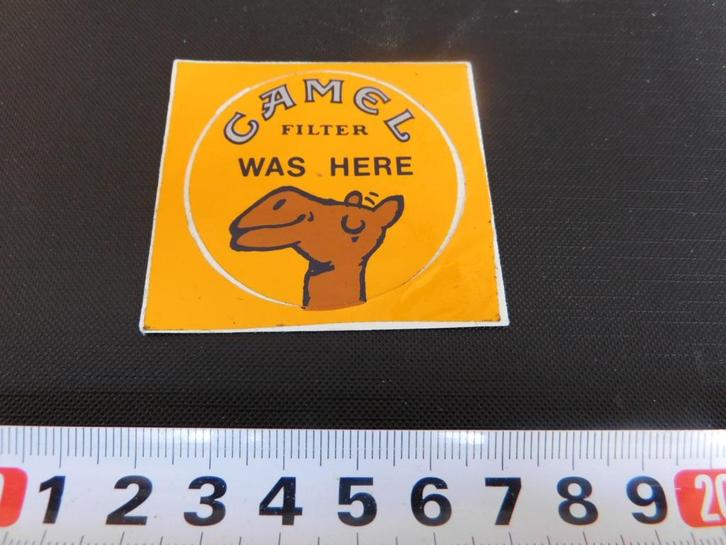 CAMEL
FILTER
WAS HERE
1 2 3 4 5 6 7 8 9 20